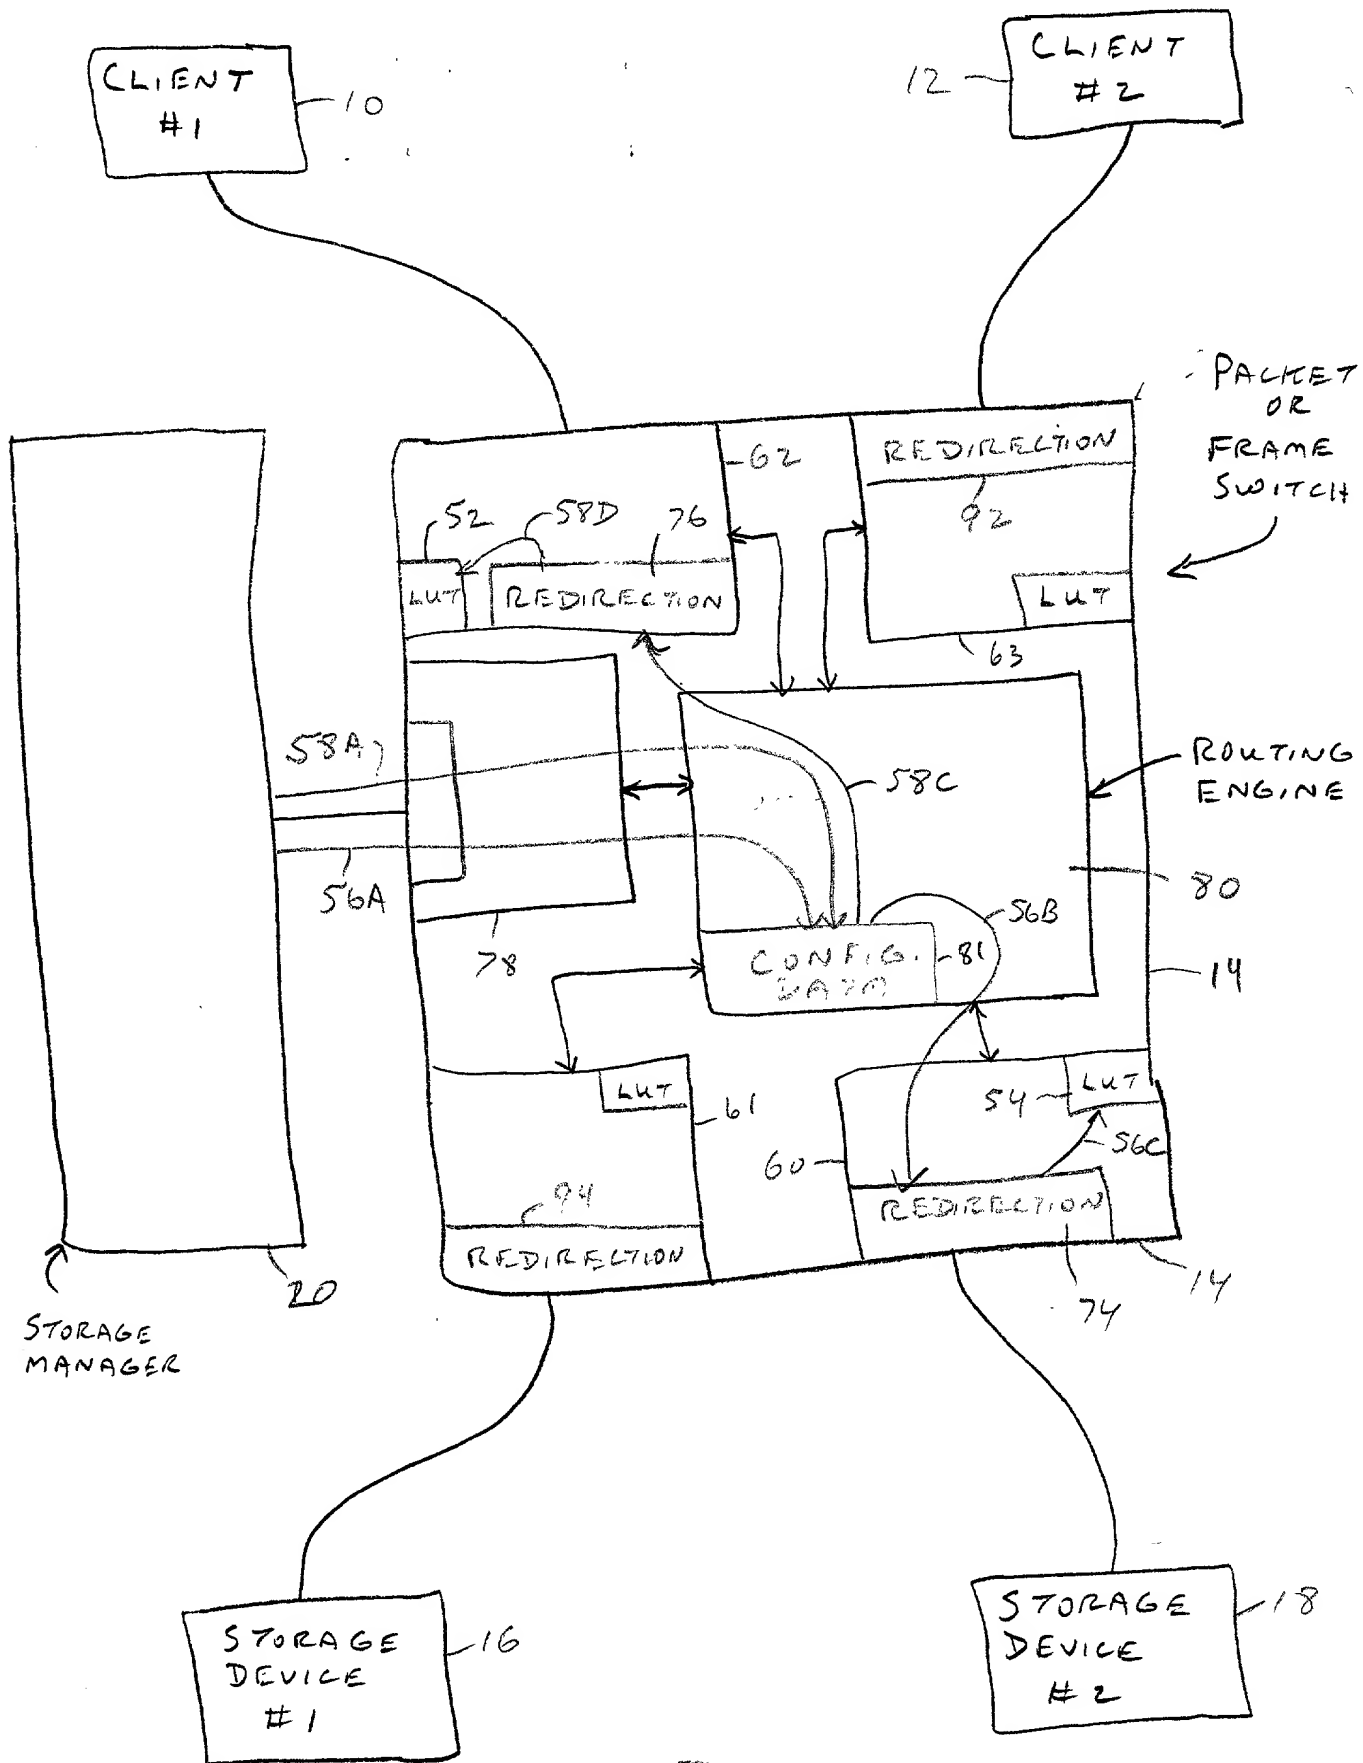 CLIENT
#1
10
CLIENT
#2
12
PACKET
OR
FRAME
SWITCH
62
REDIRECTION
92
52
58D
76
LUT
REDIRECTION
LUT
63
58A
58C
ROUTING
ENGINE
56A
80
56B
78
CONFIG.
DATA
81
14
LUT
61
54
LUT
56C
60
94
REDIRECTION
REDIRECTION
74
14
20
STORAGE
MANAGER
STORAGE
DEVICE
#1
16
STORAGE
DEVICE
#2
18